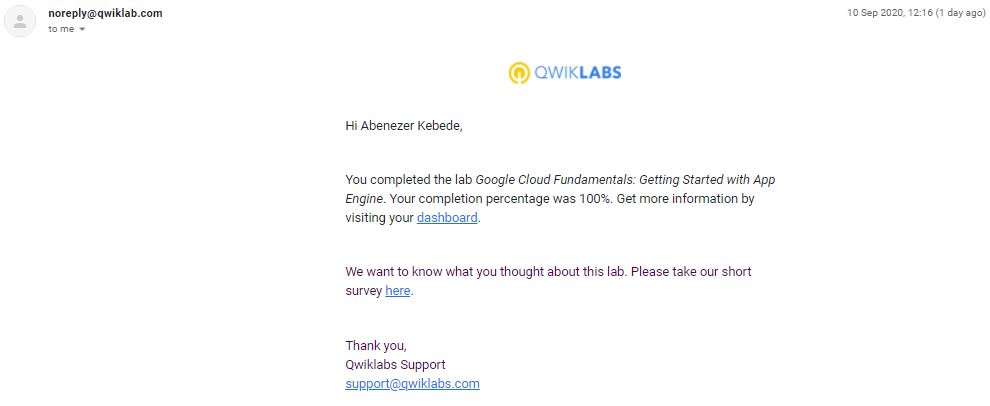 noreply@qwiklab.com
10 Sep 2020, 12:16 (1 day ago)
to me
QWIKLABS
Hi Abenezer Kebede,
You completed the lab Google Cloud Fundamentals: Getting Started with App
Engine. Your completion percentage was 100%. Get more information by
visiting your dashboard.
We want to know what you thought about this lab. Please take our short
survey here.
Thank you,
Qwiklabs Support
support@qwiklabs.com